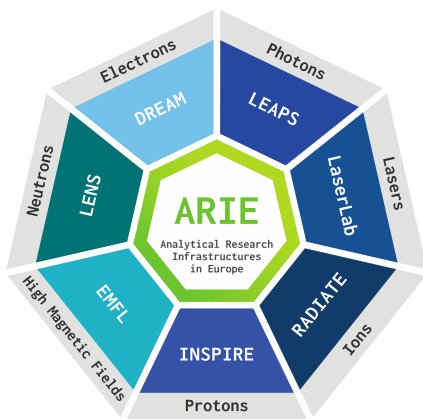 Electrons
DREAM
Photons
LEAPS
Lasers
LaserLab
Ions
RADIATE
Protons
INSPIRE
High Magnetic Fields
EMFL
Neutrons
LENS
ARIE
Analytical Research
Infrastructures
in Europe